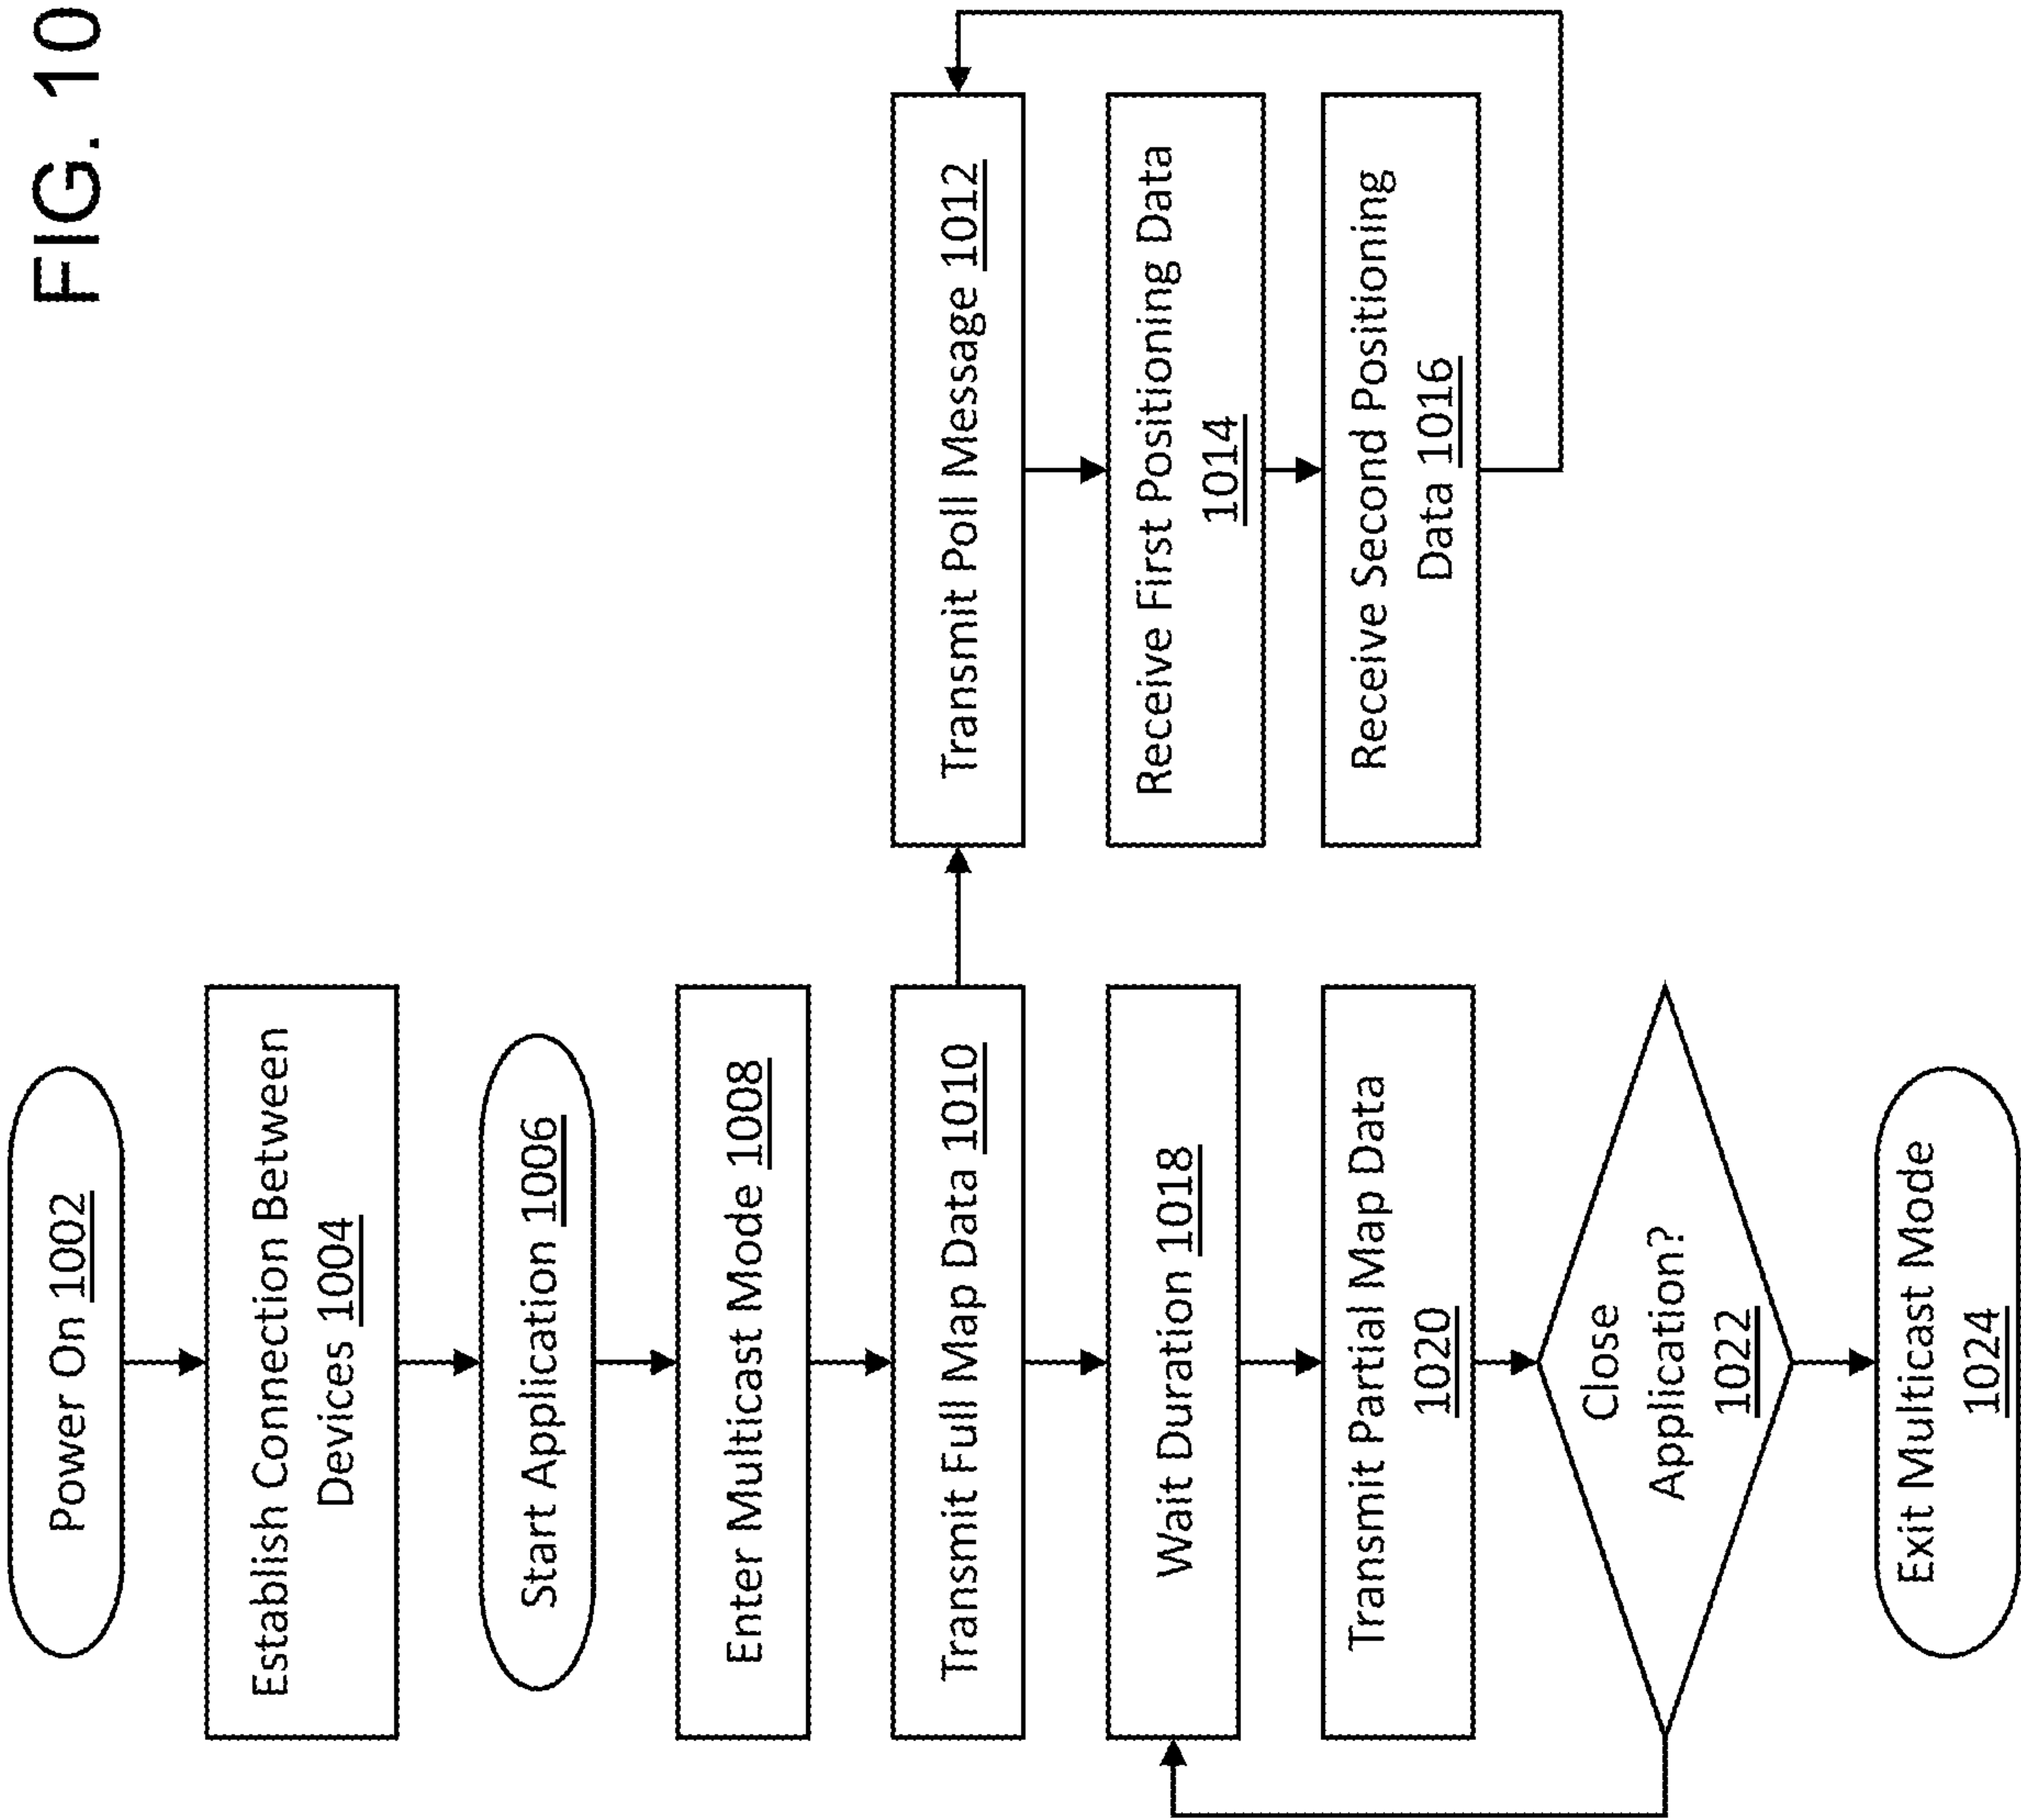 FIG. 10
Power On 1002
Establish Connection Between
Devices 1004
Start Application 1006
Enter Multicast Mode 1008
Transmit Full Map Data 1010
Transmit Poll Message 1012
Receive First Positioning Data
1014
Receive Second Positioning
Data 1016
Wait Duration 1018
Transmit Partial Map Data
1020
Close
Application?
1022
Exit Multicast Mode
1024